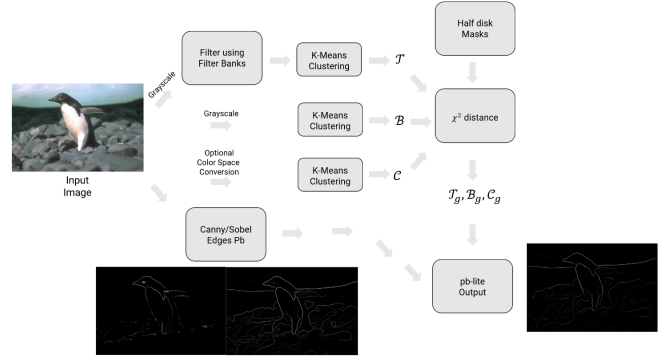 Filter using
Filter Banks
K-Means
Clustering
𝒯
Half disk
Masks
Grayscale
Grayscale
K-Means
Clustering
ℬ
χ² distance
Optional
Color Space
Conversion
K-Means
Clustering
𝒞
Input
Image
𝒯g, ℬg, 𝒞g
Canny/Sobel
Edges Pb
pb-lite
Output